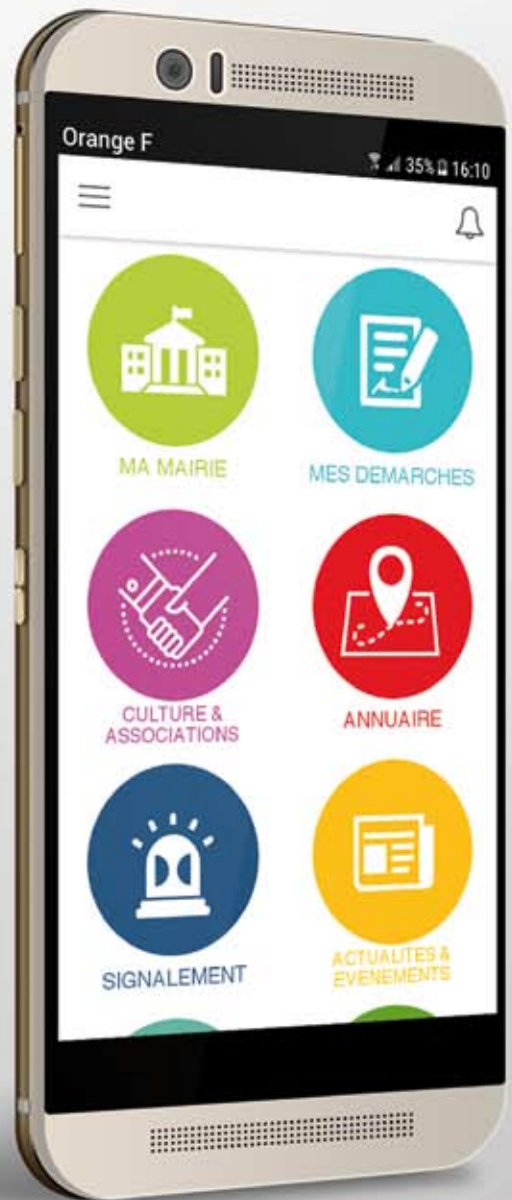 Orange F
35% 16:10
MA MAIRIE
MES DEMARCHES
CULTURE &
ASSOCIATIONS
ANNUAIRE
SIGNALEMENT
ACTUALITES &
EVENEMENTS